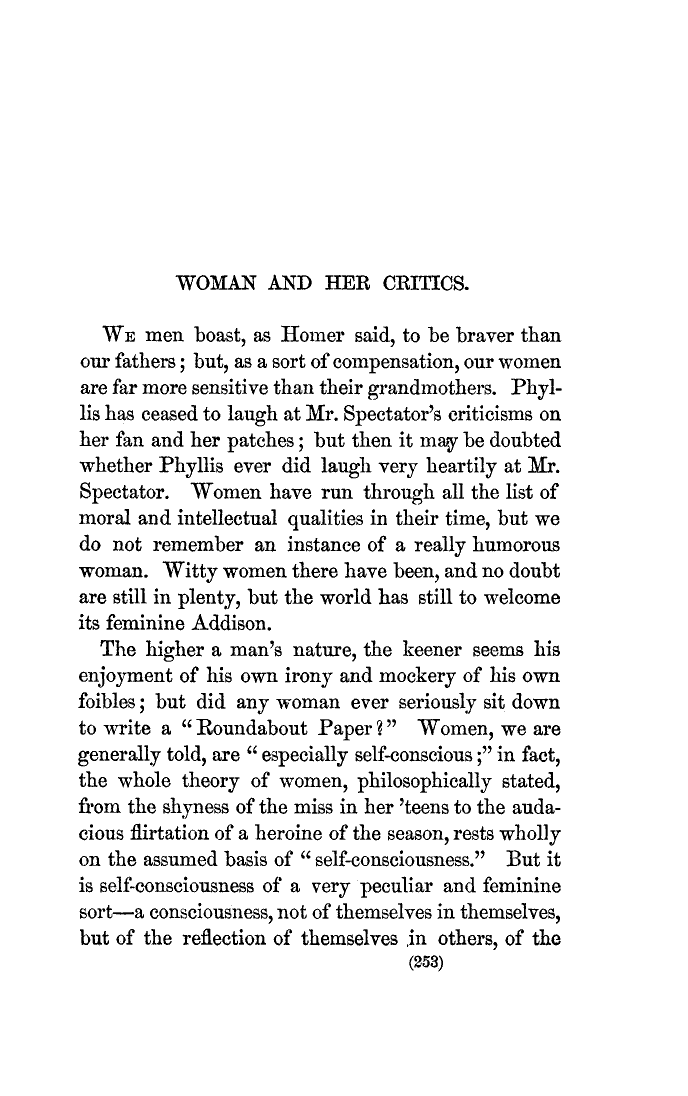 WOMAN AND HER CRITICS.
WE men boast, as Homer said, to be braver than
our fathers; but, as a sort of compensation, our women
are far more sensitive than their grandmothers. Phyl-
lis has ceased to laugh at Mr. Spectator's criticisms on
her fan and her patches; but then it may be doubted
whether Phyllis ever did laugh very heartily at Mr.
Spectator. Women have run through all the list of
moral and intellectual qualities in their time, but we
do not remember an instance of a really humorous
woman. Witty women there have been, and no doubt
are still in plenty, but the world has still to welcome
its feminine Addison.
The higher a man's nature, the keener seems his
enjoyment of his own irony and mockery of his own
foibles; but did any woman ever seriously sit down
to write a "Roundabout Paper?" Women, we are
generally told, are "especially self-conscious;" in fact,
the whole theory of women, philosophically stated,
from the shyness of the miss in her 'teens to the auda-
cious flirtation of a heroine of the season, rests wholly
on the assumed basis of "self-consciousness." But it
is self-consciousness of a very peculiar and feminine
sort—a consciousness, not of themselves in themselves,
but of the reflection of themselves in others, of the
(253)